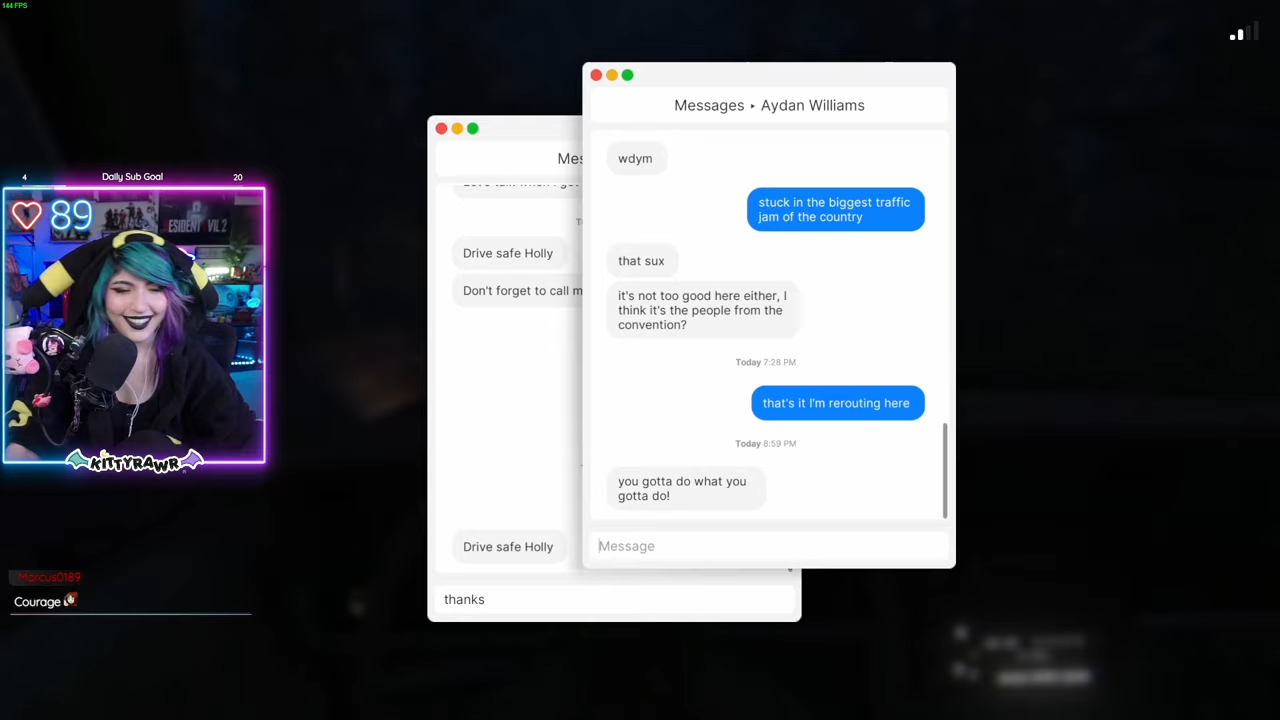 144 FPS
4 Daily Sub Goal 20
89
ESIDENT EVIL 2
KITTYRAWR
Marcus0189
Courage
Drive safe Holly
Don't forget to call m
Drive safe Holly
thanks
Messages ▸ Aydan Williams
wdym
stuck in the biggest traffic
jam of the country
that sux
it's not too good here either, I
think it's the people from the
convention?
Today 7:28 PM
that's it I'm rerouting here
Today 8:59 PM
you gotta do what you
gotta do!
Message